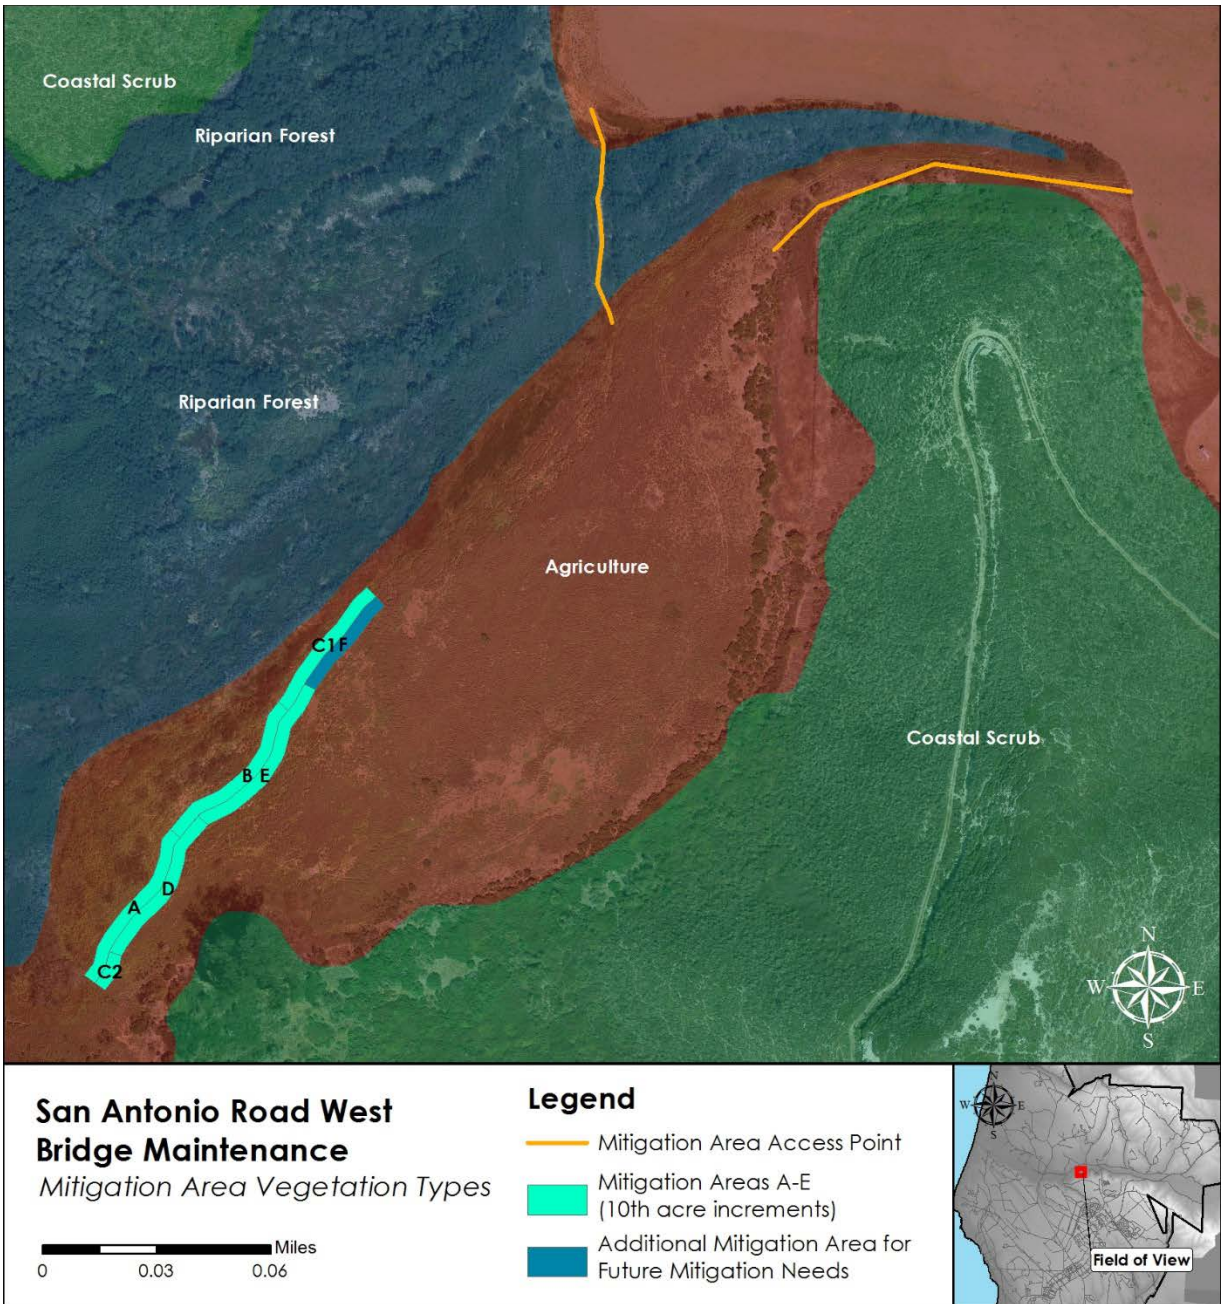 Coastal Scrub
Riparian Forest
Riparian Forest
Agriculture
C1 F
Coastal Scrub
B E
D
A
C2
N
W E
S
San Antonio Road West
Bridge Maintenance
Mitigation Area Vegetation Types
Miles
0 0.03 0.06
Legend
Mitigation Area Access Point
Mitigation Areas A-E
(10th acre increments)
Additional Mitigation Area for
Future Mitigation Needs
N
W E
S
Field of View